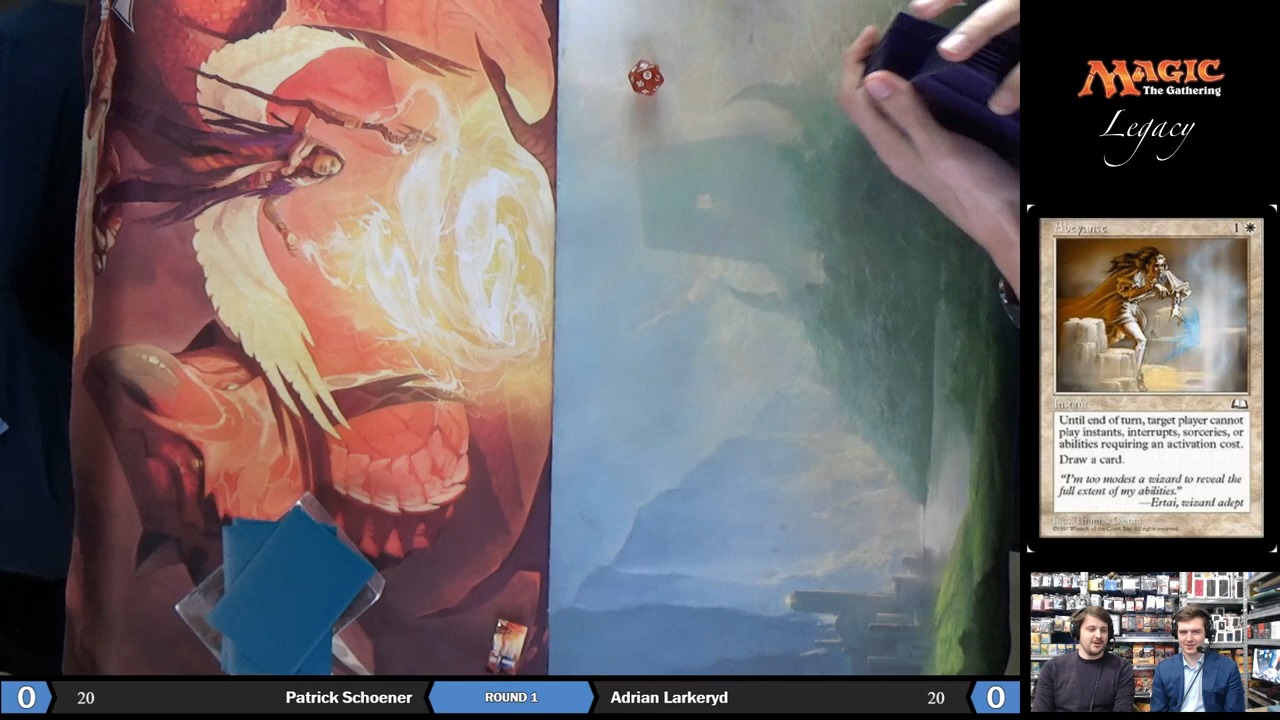 MAGIC
The Gathering
Legacy
Abeyance 1
Instant
Until end of turn, target player cannot
play instants, interrupts, sorceries, or
abilities requiring an activation cost.
Draw a card.
"I'm too modest a wizard to reveal the
full extent of my abilities."
—Ertai, wizard adept
0 20 Patrick Schoener ROUND 1 Adrian Larkeryd 20 0